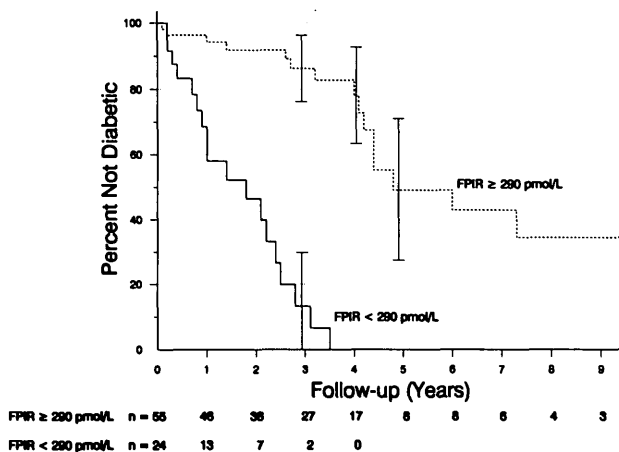 100
80
60
40
20
0
Percent Not Diabetic
FPIR ≥ 290 pmol/L
FPIR < 290 pmol/L
0 1 2 3 4 5 6 7 8 9
Follow-up (Years)
FPIR ≥ 290 pmol/L n = 55 46 36 27 17 8 8 6 4 3
FPIR < 290 pmol/L n = 24 13 7 2 0